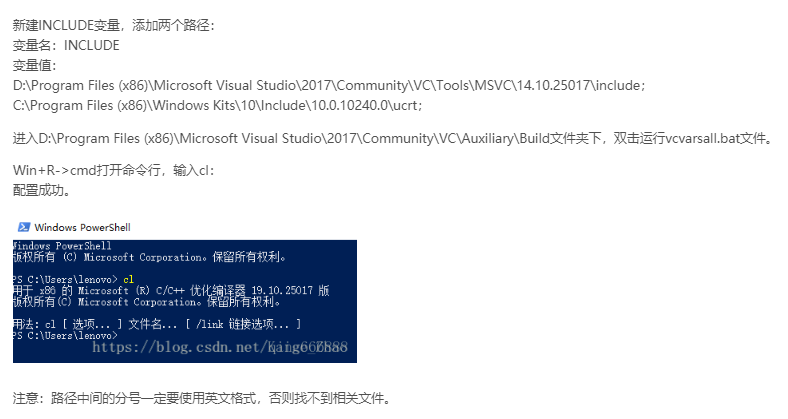 新建INCLUDE变量，添加两个路径：
变量名：INCLUDE
变量值：
D:\Program Files (x86)\Microsoft Visual Studio\2017\Community\VC\Tools\MSVC\14.10.25017\include；
C:\Program Files (x86)\Windows Kits\10\Include\10.0.10240.0\ucrt；
进入D:\Program Files (x86)\Microsoft Visual Studio\2017\Community\VC\Auxiliary\Build文件夹下，双击运行vcvarsall.bat文件。
Win+R->cmd打开命令行，输入cl：
配置成功。
Windows PowerShell
Windows PowerShell
版权所有 (C) Microsoft Corporation。保留所有权利。
PS C:\Users\lenovo> cl
用于 x86 的 Microsoft (R) C/C++ 优化编译器 19.10.25017 版
版权所有(C) Microsoft Corporation。保留所有权利。
用法: cl [ 选项... ] 文件名... [ /link 链接选项... ]
PS C:\Users\lenovo>
https://blog.csdn.net/
注意：路径中间的分号一定要使用英文格式，否则找不到相关文件。